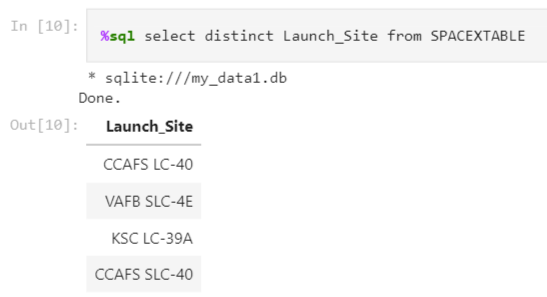 In [10]: %sql select distinct Launch_Site from SPACEXTABLE
* sqlite:///my_data1.db
Done.
Out[10]: Launch_Site
CCAFS LC-40
VAFB SLC-4E
KSC LC-39A
CCAFS SLC-40